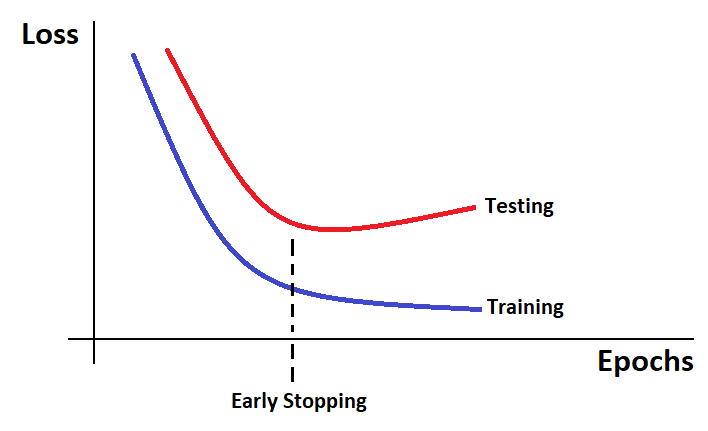 Loss
Testing
Training
Epochs
Early Stopping